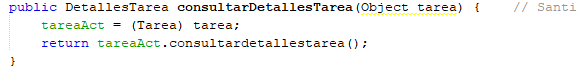 public DetallesTarea consultarDetallesTarea(Object tarea) {    // Santi
    tareaAct = (Tarea) tarea;
    return tareaAct.consultardetallestarea();
}